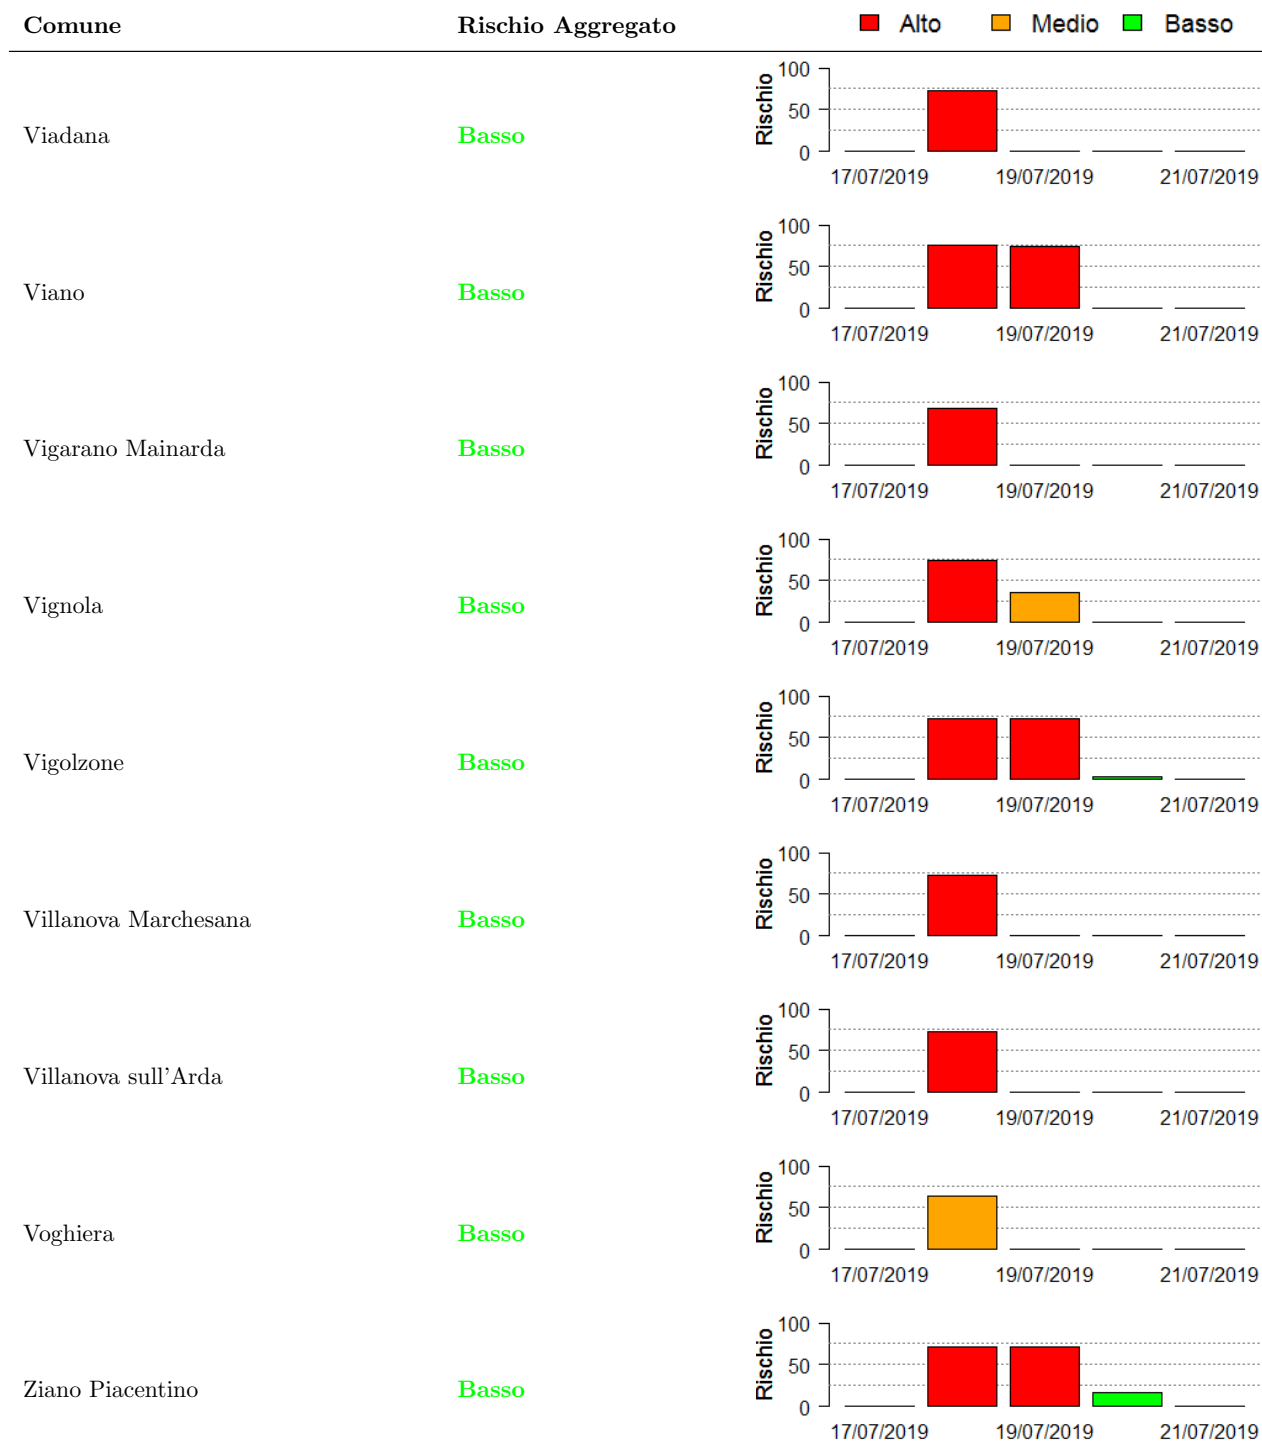 Comune Rischio Aggregato Alto Medio Basso
100
50
0
Rischio
Viadana Basso
17/07/2019 19/07/2019 21/07/2019
100
50
0
Rischio
Viano Basso
17/07/2019 19/07/2019 21/07/2019
100
50
0
Rischio
Vigarano Mainarda Basso
17/07/2019 19/07/2019 21/07/2019
100
50
0
Rischio
Vignola Basso
17/07/2019 19/07/2019 21/07/2019
100
50
0
Rischio
Vigolzone Basso
17/07/2019 19/07/2019 21/07/2019
100
50
0
Rischio
Villanova Marchesana Basso
17/07/2019 19/07/2019 21/07/2019
100
50
0
Rischio
Villanova sull'Arda Basso
17/07/2019 19/07/2019 21/07/2019
100
50
0
Rischio
Voghiera Basso
17/07/2019 19/07/2019 21/07/2019
100
50
0
Rischio
Ziano Piacentino Basso
17/07/2019 19/07/2019 21/07/2019